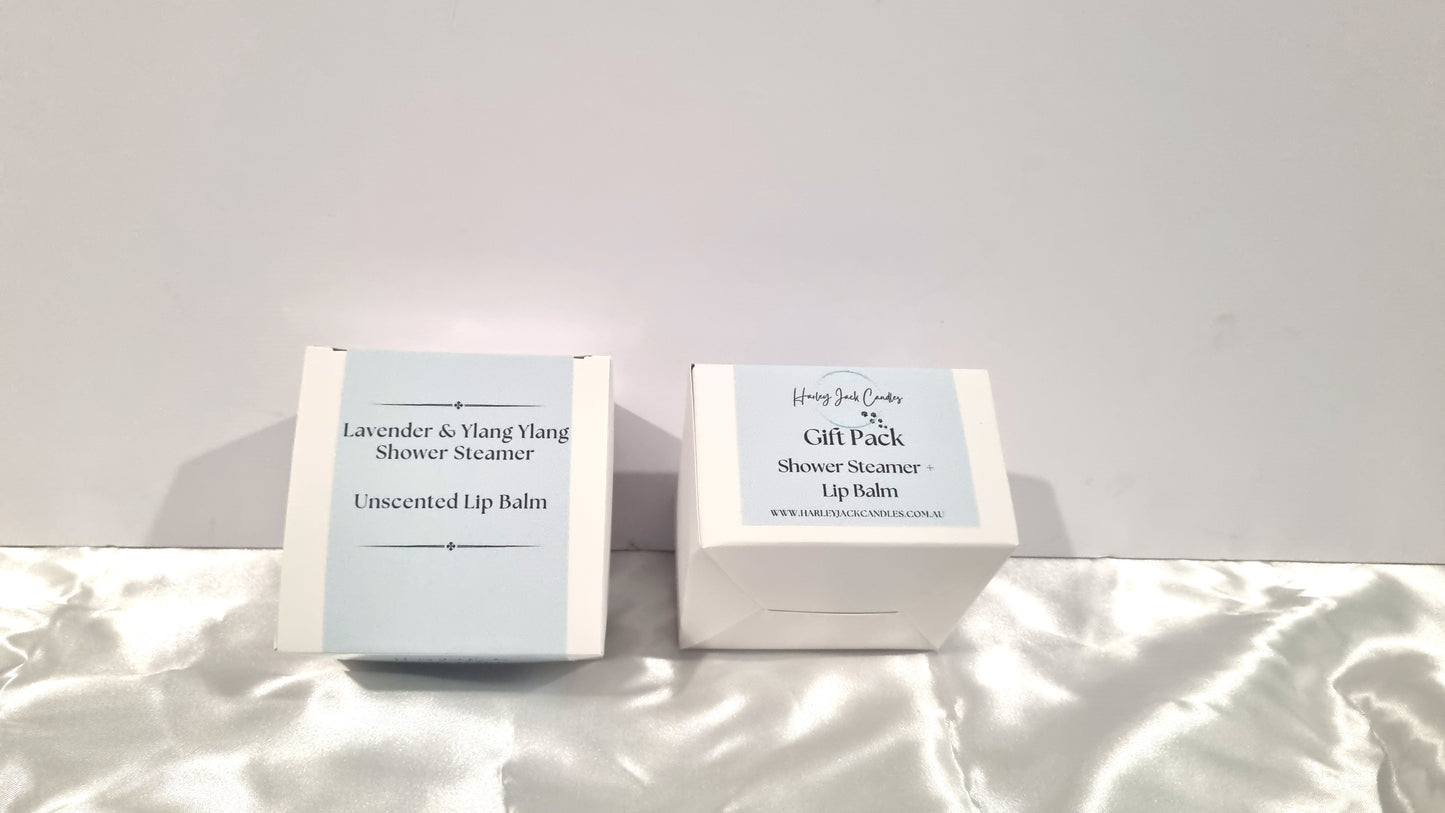 Lavender & Ylang Ylang
Shower Steamer
Unscented Lip Balm
Harley Jack Candles
Gift Pack
Shower Steamer +
Lip Balm
WWW.HARLEYJACKCANDLES.COM.AU